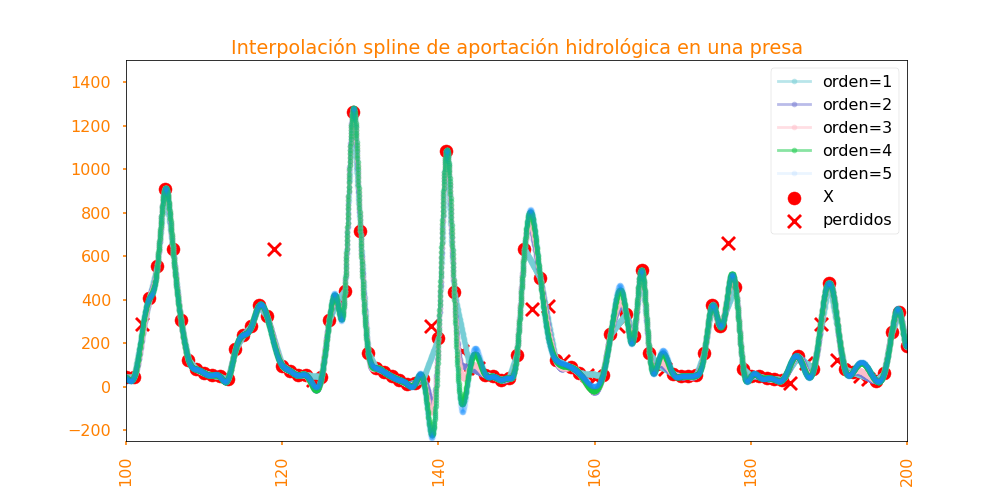 Interpolación spline de aportación hidrológica en una presa
1400
1200
1000
800
600
400
200
0
−200
100
120
140
160
180
200
orden=1
orden=2
orden=3
orden=4
orden=5
X
perdidos